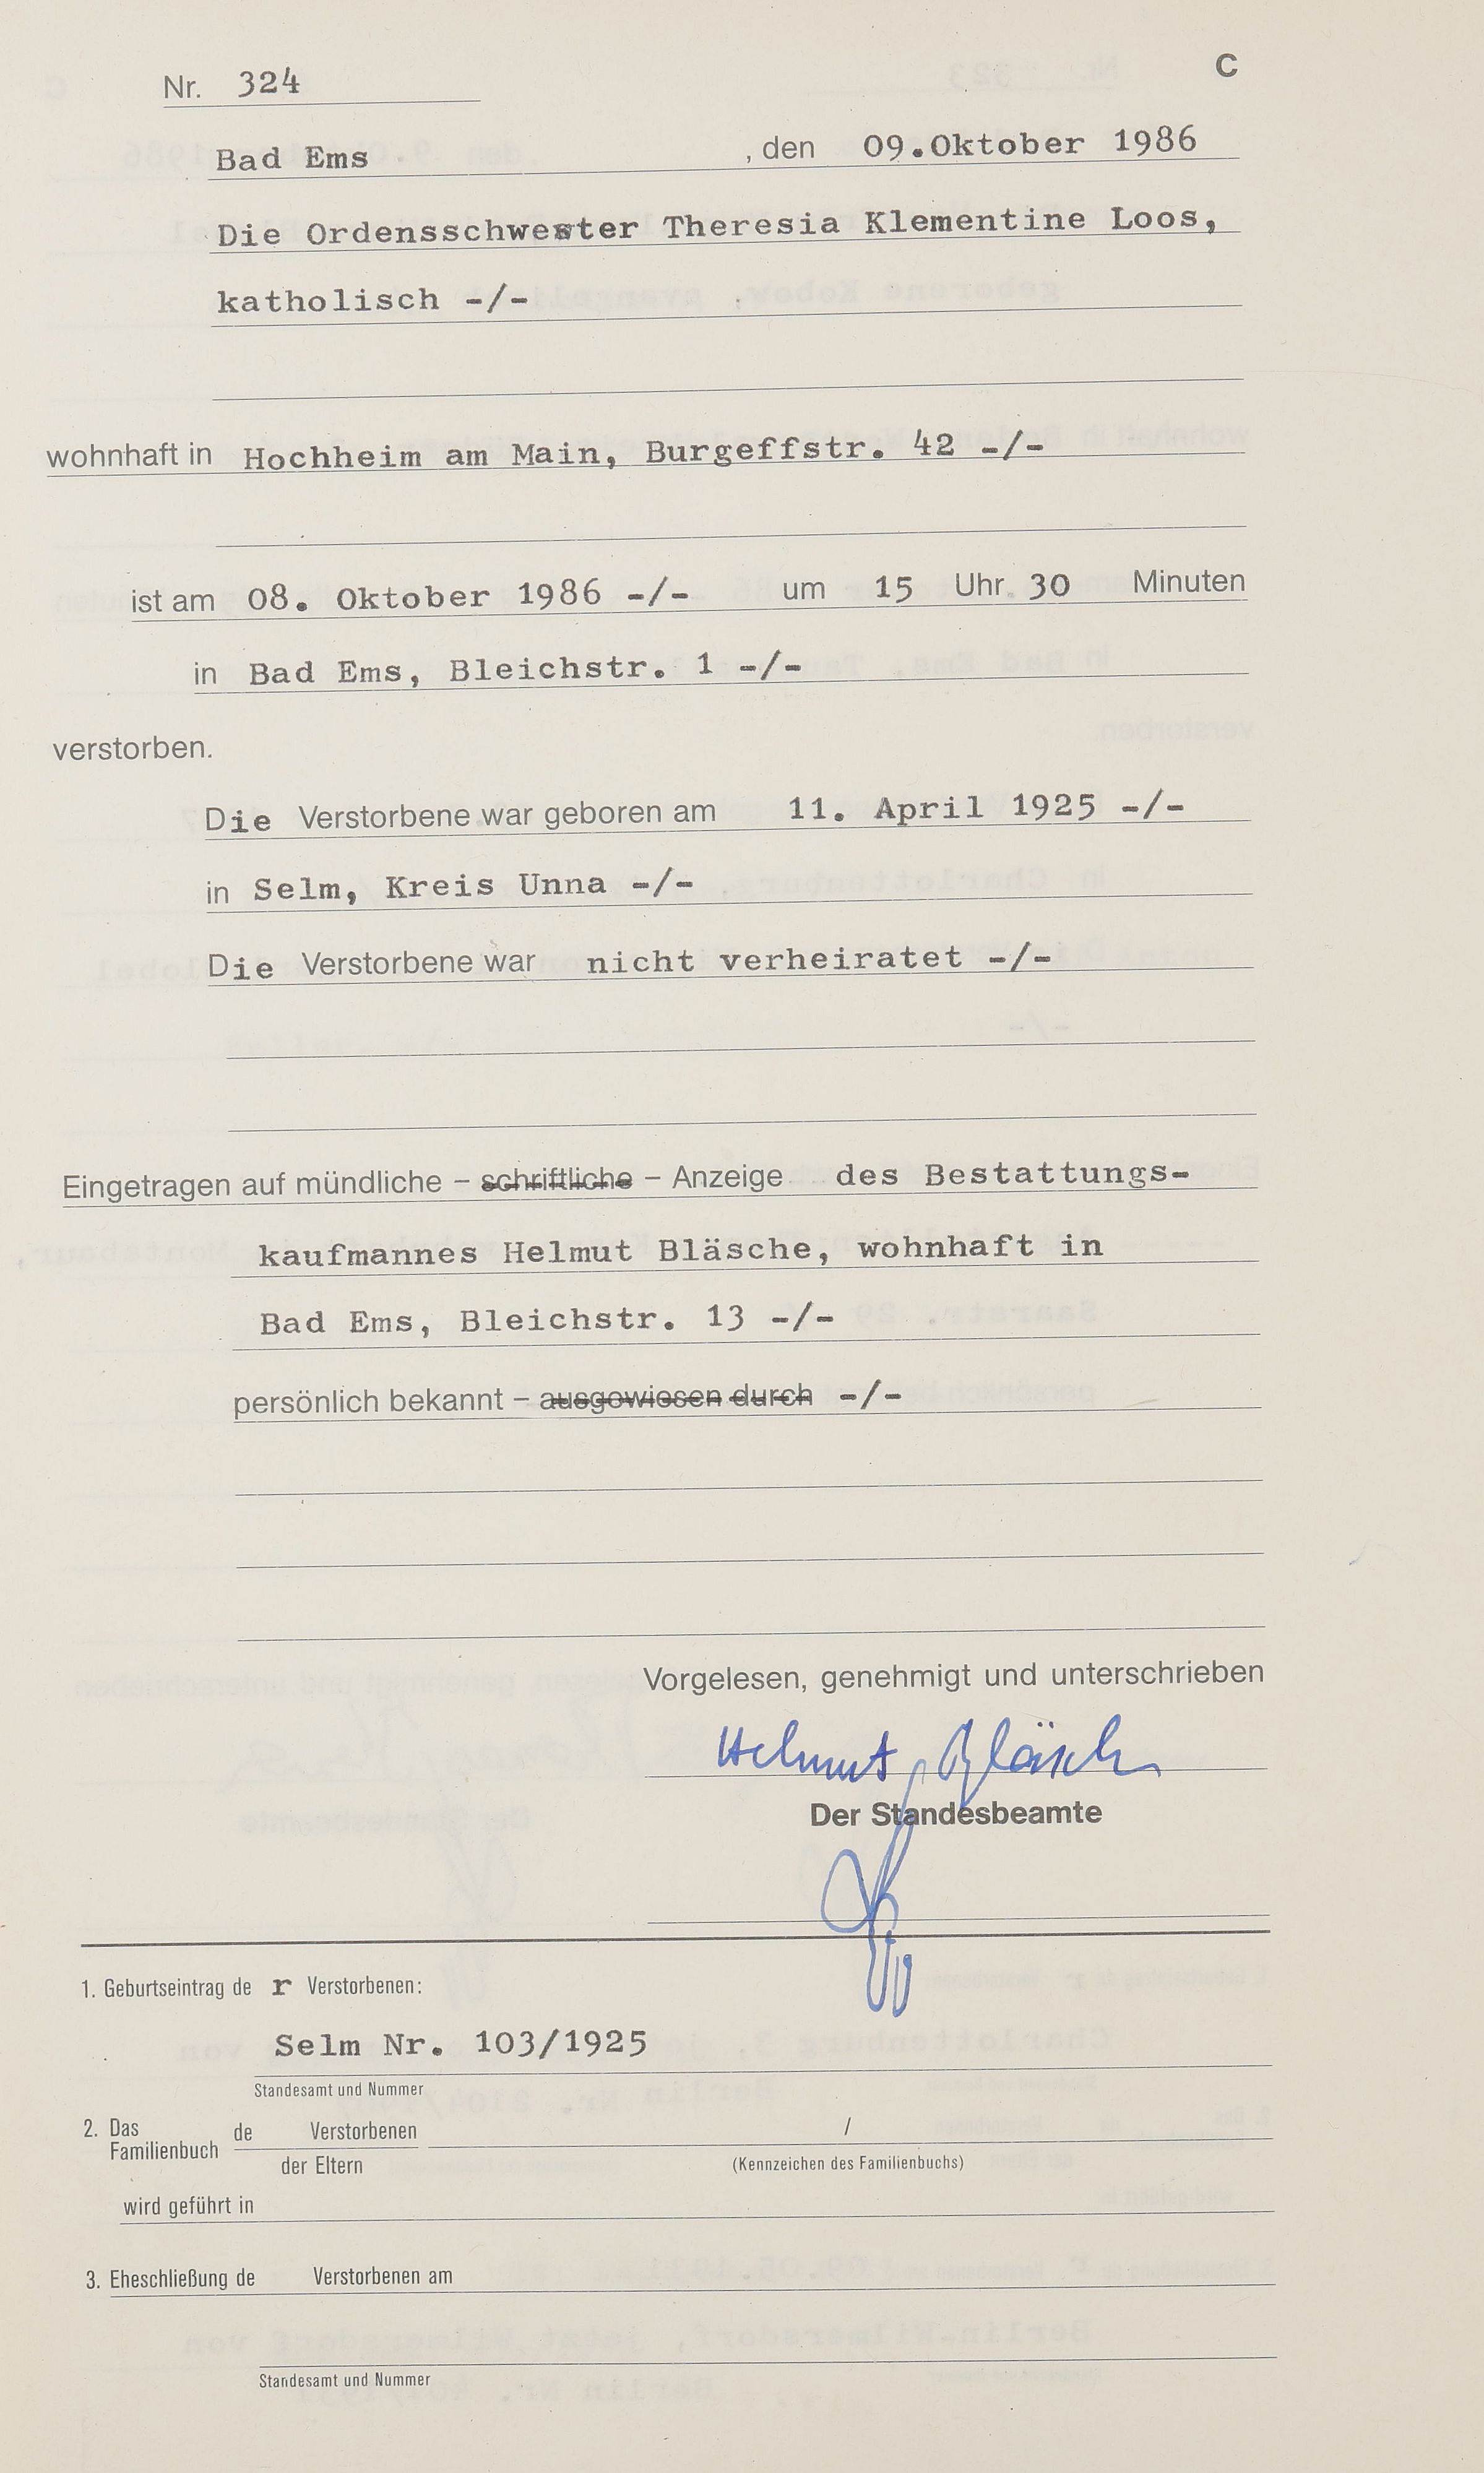 Nr. 324
C
Bad Ems , den 09.Oktober 1986
Die Ordensschwester Theresia Klementine Loos,
katholisch -/-
wohnhaft in Hochheim am Main, Burgeffstr. 42 -/-
ist am 08. Oktober 1986 -/- um 15 Uhr 30 Minuten
in Bad Ems, Bleichstr. 1 -/-
verstorben.
Die Verstorbene war geboren am 11. April 1925 -/-
in Selm, Kreis Unna -/-
Die Verstorbene war nicht verheiratet -/-
Eingetragen auf mündliche – schriftliche – Anzeige des Bestattungs-
kaufmannes Helmut Bläsche, wohnhaft in
Bad Ems, Bleichstr. 13 -/-
persönlich bekannt – ausgewiesen durch -/-
Vorgelesen, genehmigt und unterschrieben
Helmut Bläsche
Der Standesbeamte
1. Geburtseintrag de r Verstorbenen:
Selm Nr. 103/1925
Standesamt und Nummer
2. Das Familienbuch de Verstorbenen /
der Eltern (Kennzeichen des Familienbuchs)
wird geführt in
3. Eheschließung de Verstorbenen am
Standesamt und Nummer